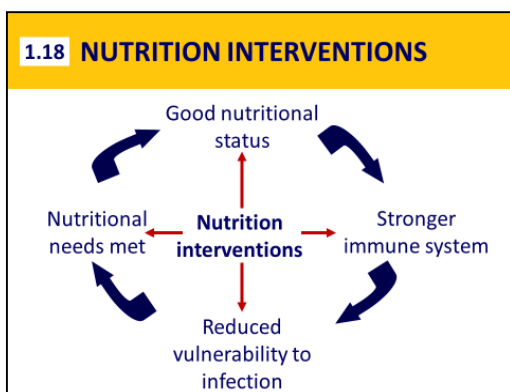 1.18 NUTRITION INTERVENTIONS
Good nutritional
status
Nutritional
needs met
Nutrition
interventions
Stronger
immune system
Reduced
vulnerability to
infection